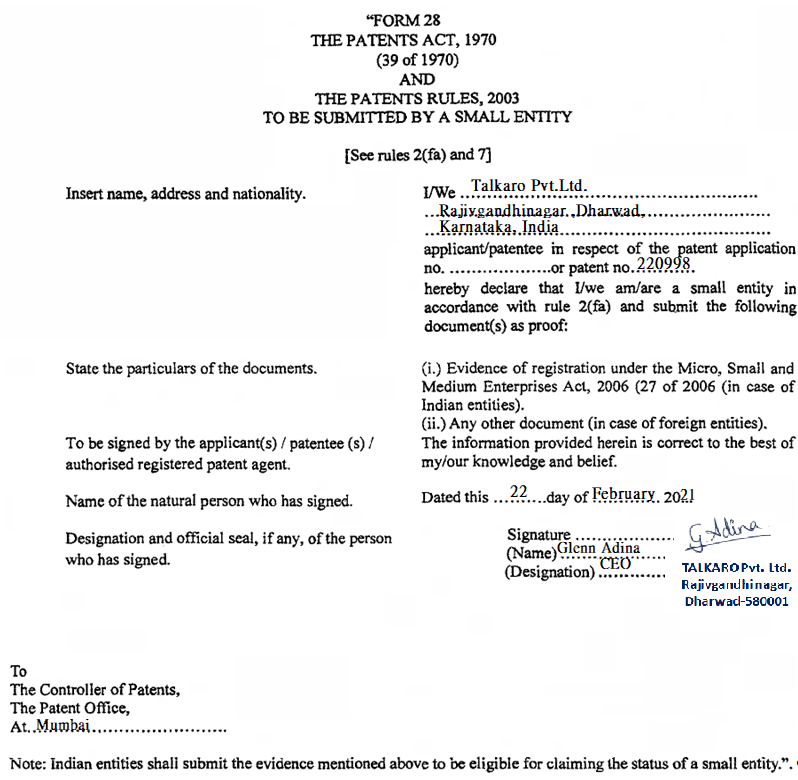 “FORM 28
THE PATENTS ACT, 1970
(39 of 1970)
AND
THE PATENTS RULES, 2003
TO BE SUBMITTED BY A SMALL ENTITY
[See rules 2(fa) and 7]
Insert name, address and nationality.
I/We ...Talkaro Pvt.Ltd.......................................
...Rajivgandhinagar, Dharwad,...........................
...Karnataka, India................................................
applicant/patentee in respect of the patent application
no. .....................or patent no.220998.
hereby declare that I/we am/are a small entity in
accordance with rule 2(fa) and submit the following
document(s) as proof:
State the particulars of the documents.
(i.) Evidence of registration under the Micro, Small and
Medium Enterprises Act, 2006 (27 of 2006 (in case of
Indian entities).
(ii.) Any other document (in case of foreign entities).
To be signed by the applicant(s) / patentee (s) /
authorised registered patent agent.
The information provided herein is correct to the best of
my/our knowledge and belief.
Name of the natural person who has signed.
Dated this ...22....day of February. 2021
Designation and official seal, if any, of the person
who has signed.
Signature ....................
G. Adina
(Name)Glenn Adina
(Designation) CEO
TALKARO Pvt. Ltd.
Rajivgandhinagar,
Dharwad-580001
To
The Controller of Patents,
The Patent Office,
At..Mumbai...........................
Note: Indian entities shall submit the evidence mentioned above to be eligible for claiming the status of a small entity.”.